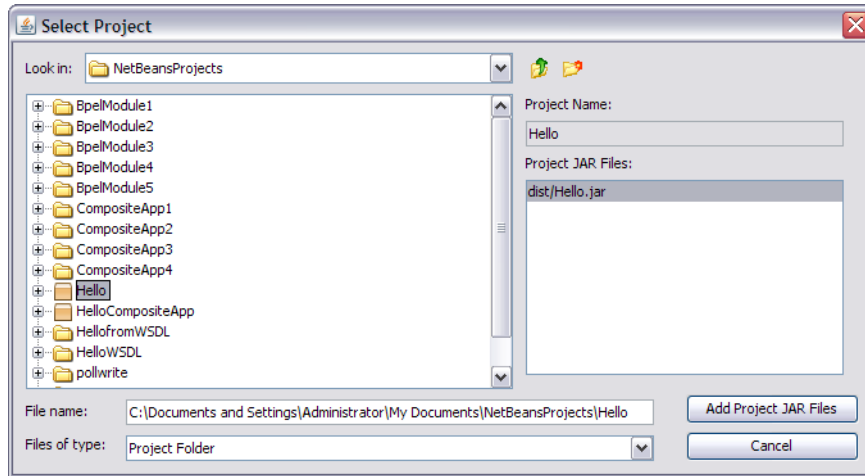 Select Project
Look in:
NetBeansProjects
BpelModule1
BpelModule2
BpelModule3
BpelModule4
BpelModule5
CompositeApp1
CompositeApp2
CompositeApp3
CompositeApp4
Hello
HelloCompositeApp
HellofromWSDL
HelloWSDL
pollwrite
Project Name:
Hello
Project JAR Files:
dist/Hello.jar
File name:
C:\Documents and Settings\Administrator\My Documents\NetBeansProjects\Hello
Add Project JAR Files
Files of type:
Project Folder
Cancel